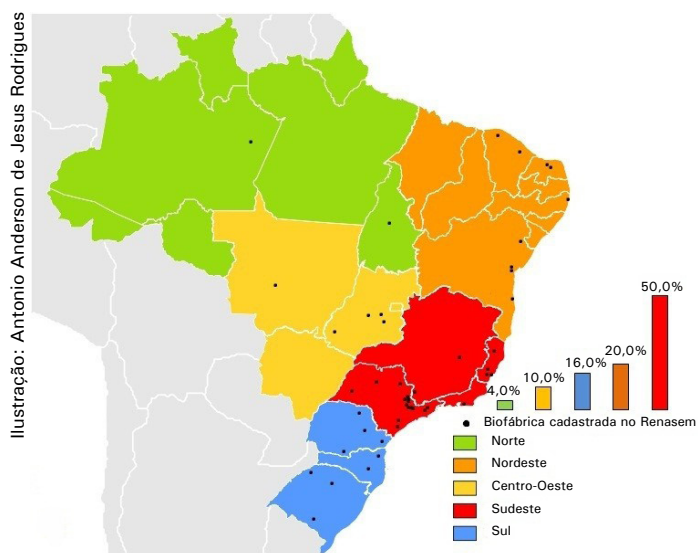 Ilustração: Antonio Anderson de Jesus Rodrigues
50,0%
20,0%
16,0%
10,0%
4,0%
Biofábrica cadastrada no Renasem
Norte
Nordeste
Centro-Oeste
Sudeste
Sul